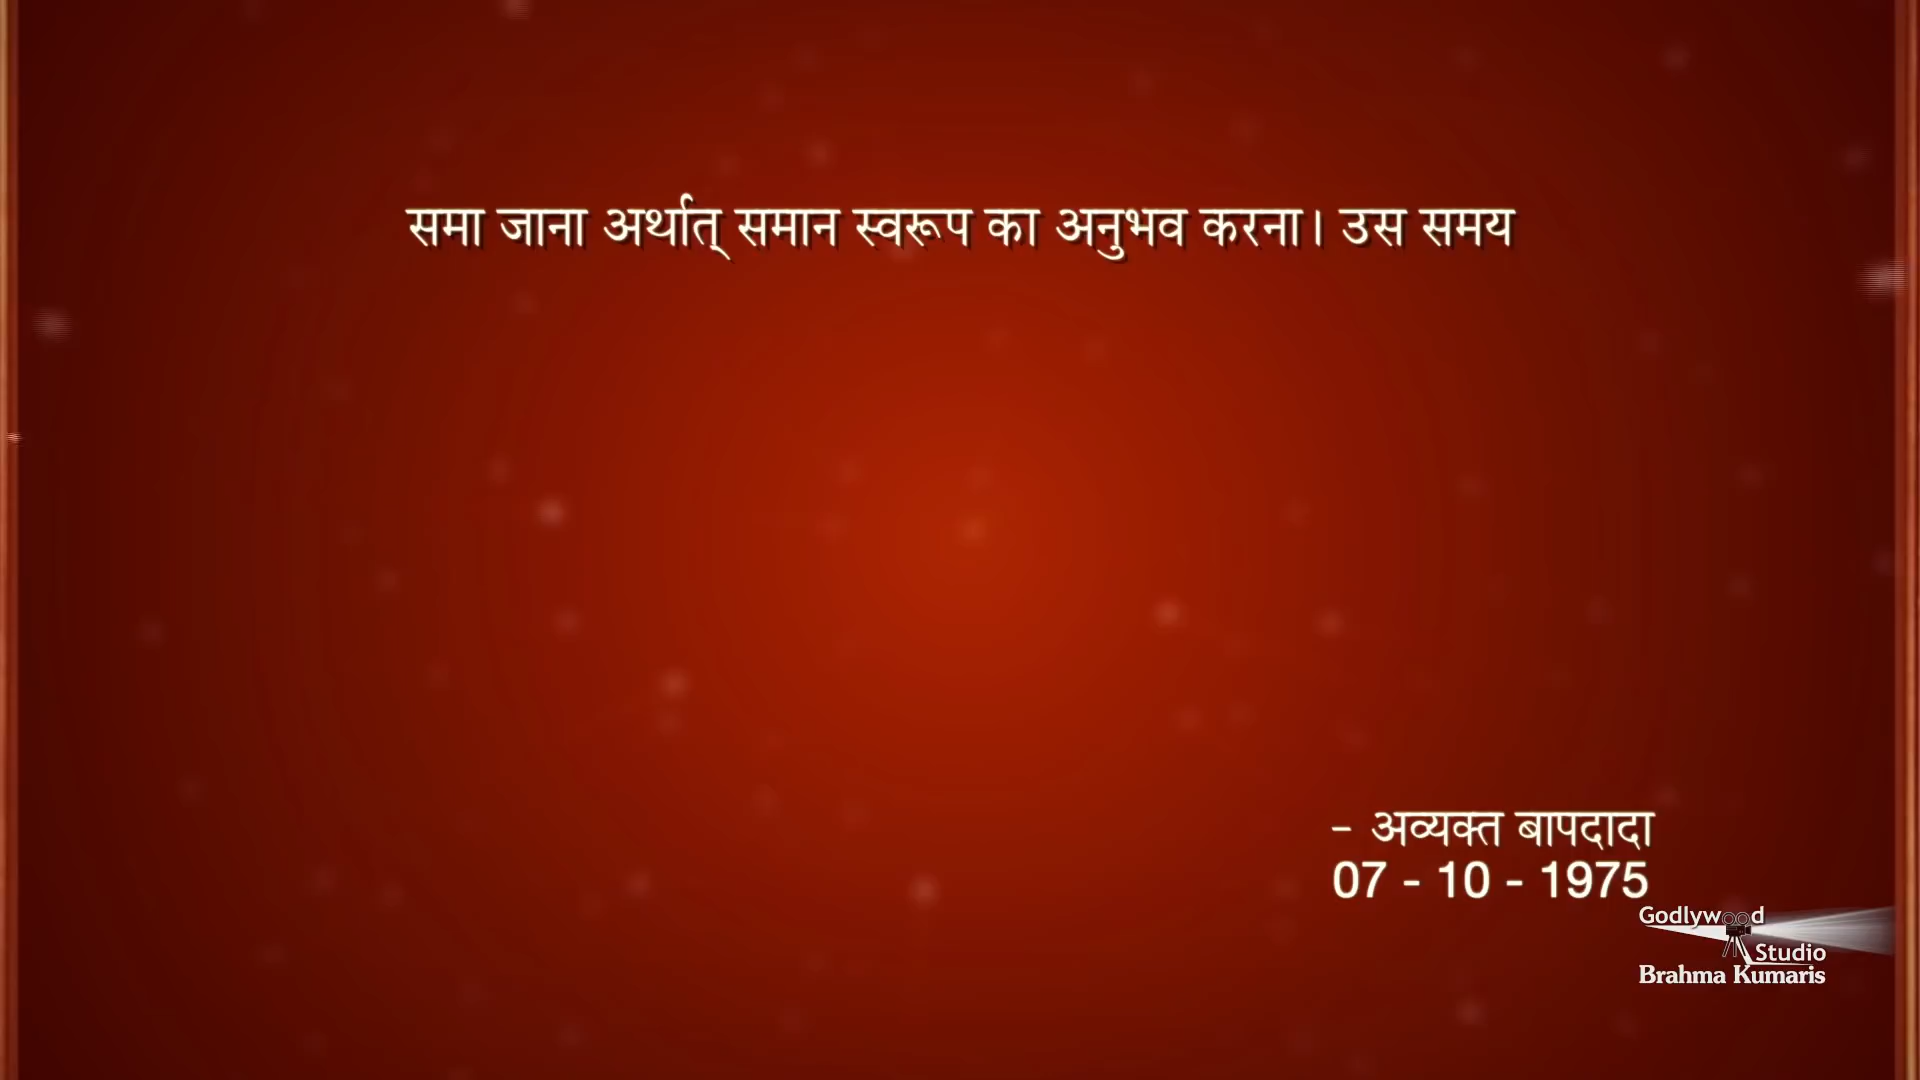 समा जाना अर्थात् समान स्वरूप का अनुभव करना। उस समय
- अव्यक्त बापदादा
07 - 10 - 1975
Godlywood
Studio
Brahma Kumaris